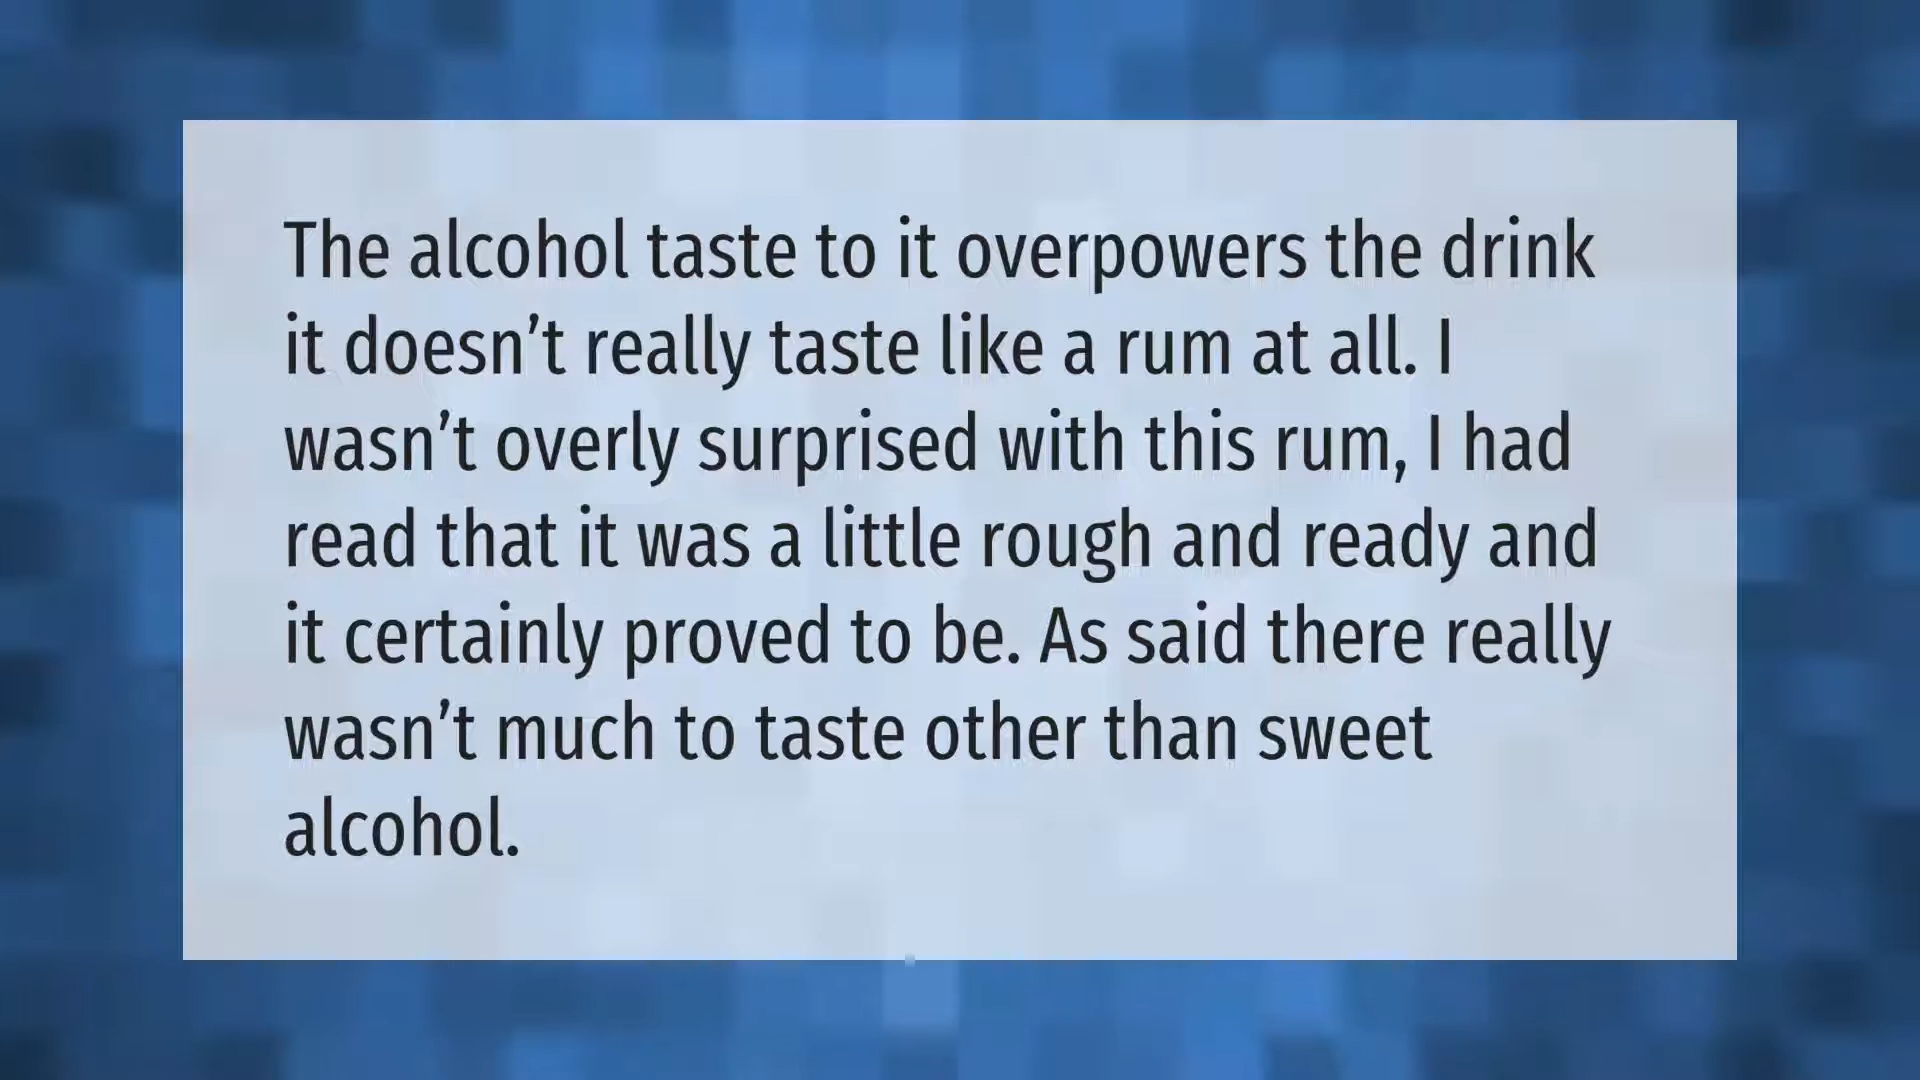 The alcohol taste to it overpowers the drink
it doesn’t really taste like a rum at all. I
wasn’t overly surprised with this rum, I had
read that it was a little rough and ready and
it certainly proved to be. As said there really
wasn’t much to taste other than sweet
alcohol.